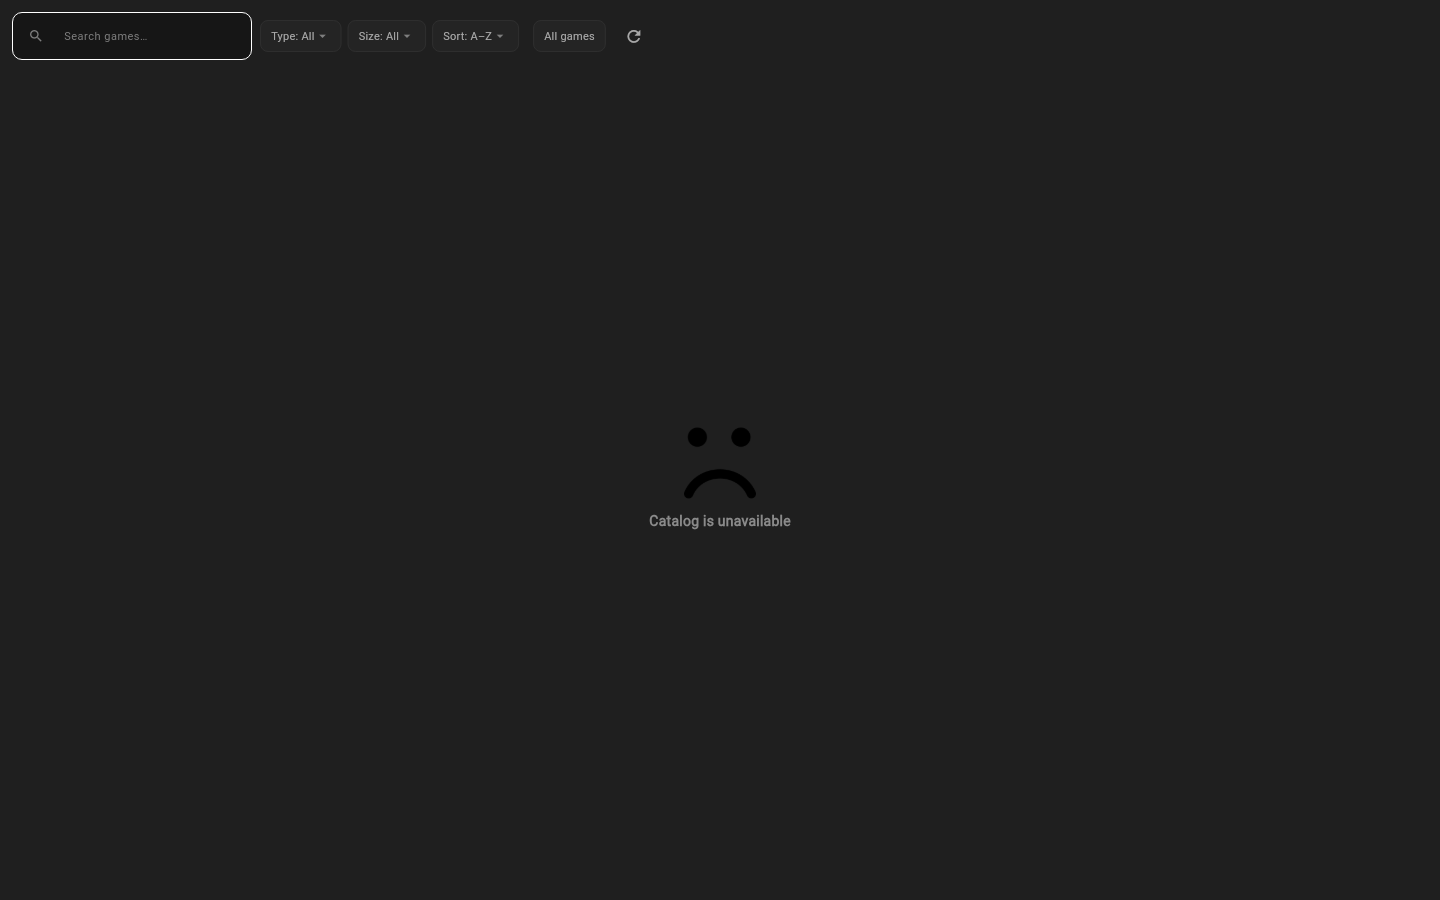 Search games…
Type: All
Size: All
Sort: A–Z
All games
Catalog is unavailable